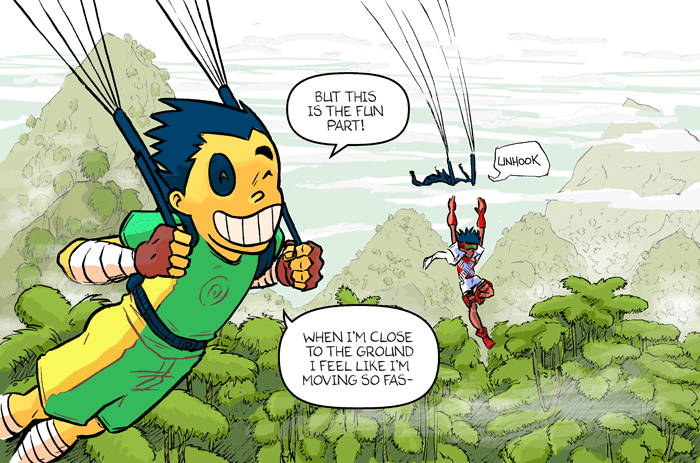 BUT THIS
IS THE FUN
PART!
UNHOOK
WHEN I'M CLOSE
TO THE GROUND
I FEEL LIKE I'M
MOVING SO FAS-